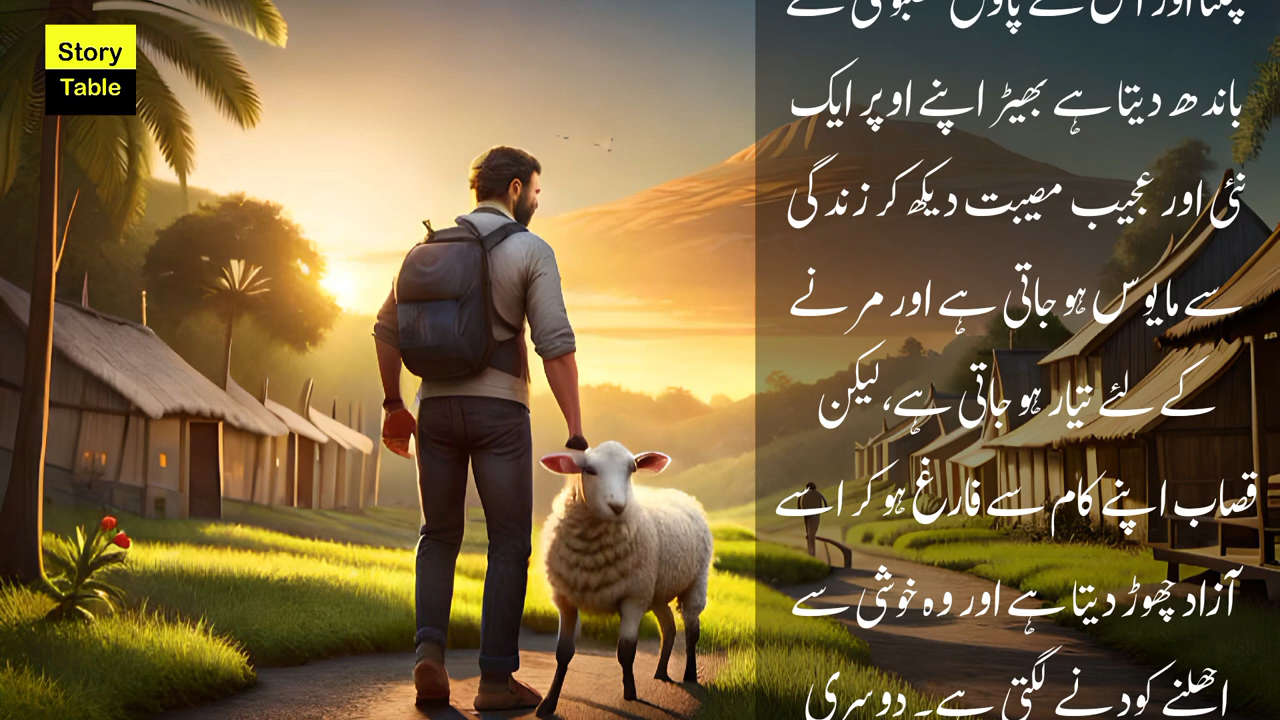 Story
Table
باندھ دیتا ہے بھیڑ اپنے اوپر ایک
نئی اور عجیب مصیبت دیکھ کر زندگی
سے مایوس ہو جاتی ہے اور مرنے
کے لئے تیار ہو جاتی ہے، لیکن
قصاب اپنے کام سے فارغ ہو کر اسے
آزاد چھوڑ دیتا ہے اور وہ خوشی سے
اچھلنے کودنے لگتی ہے۔ دوسری